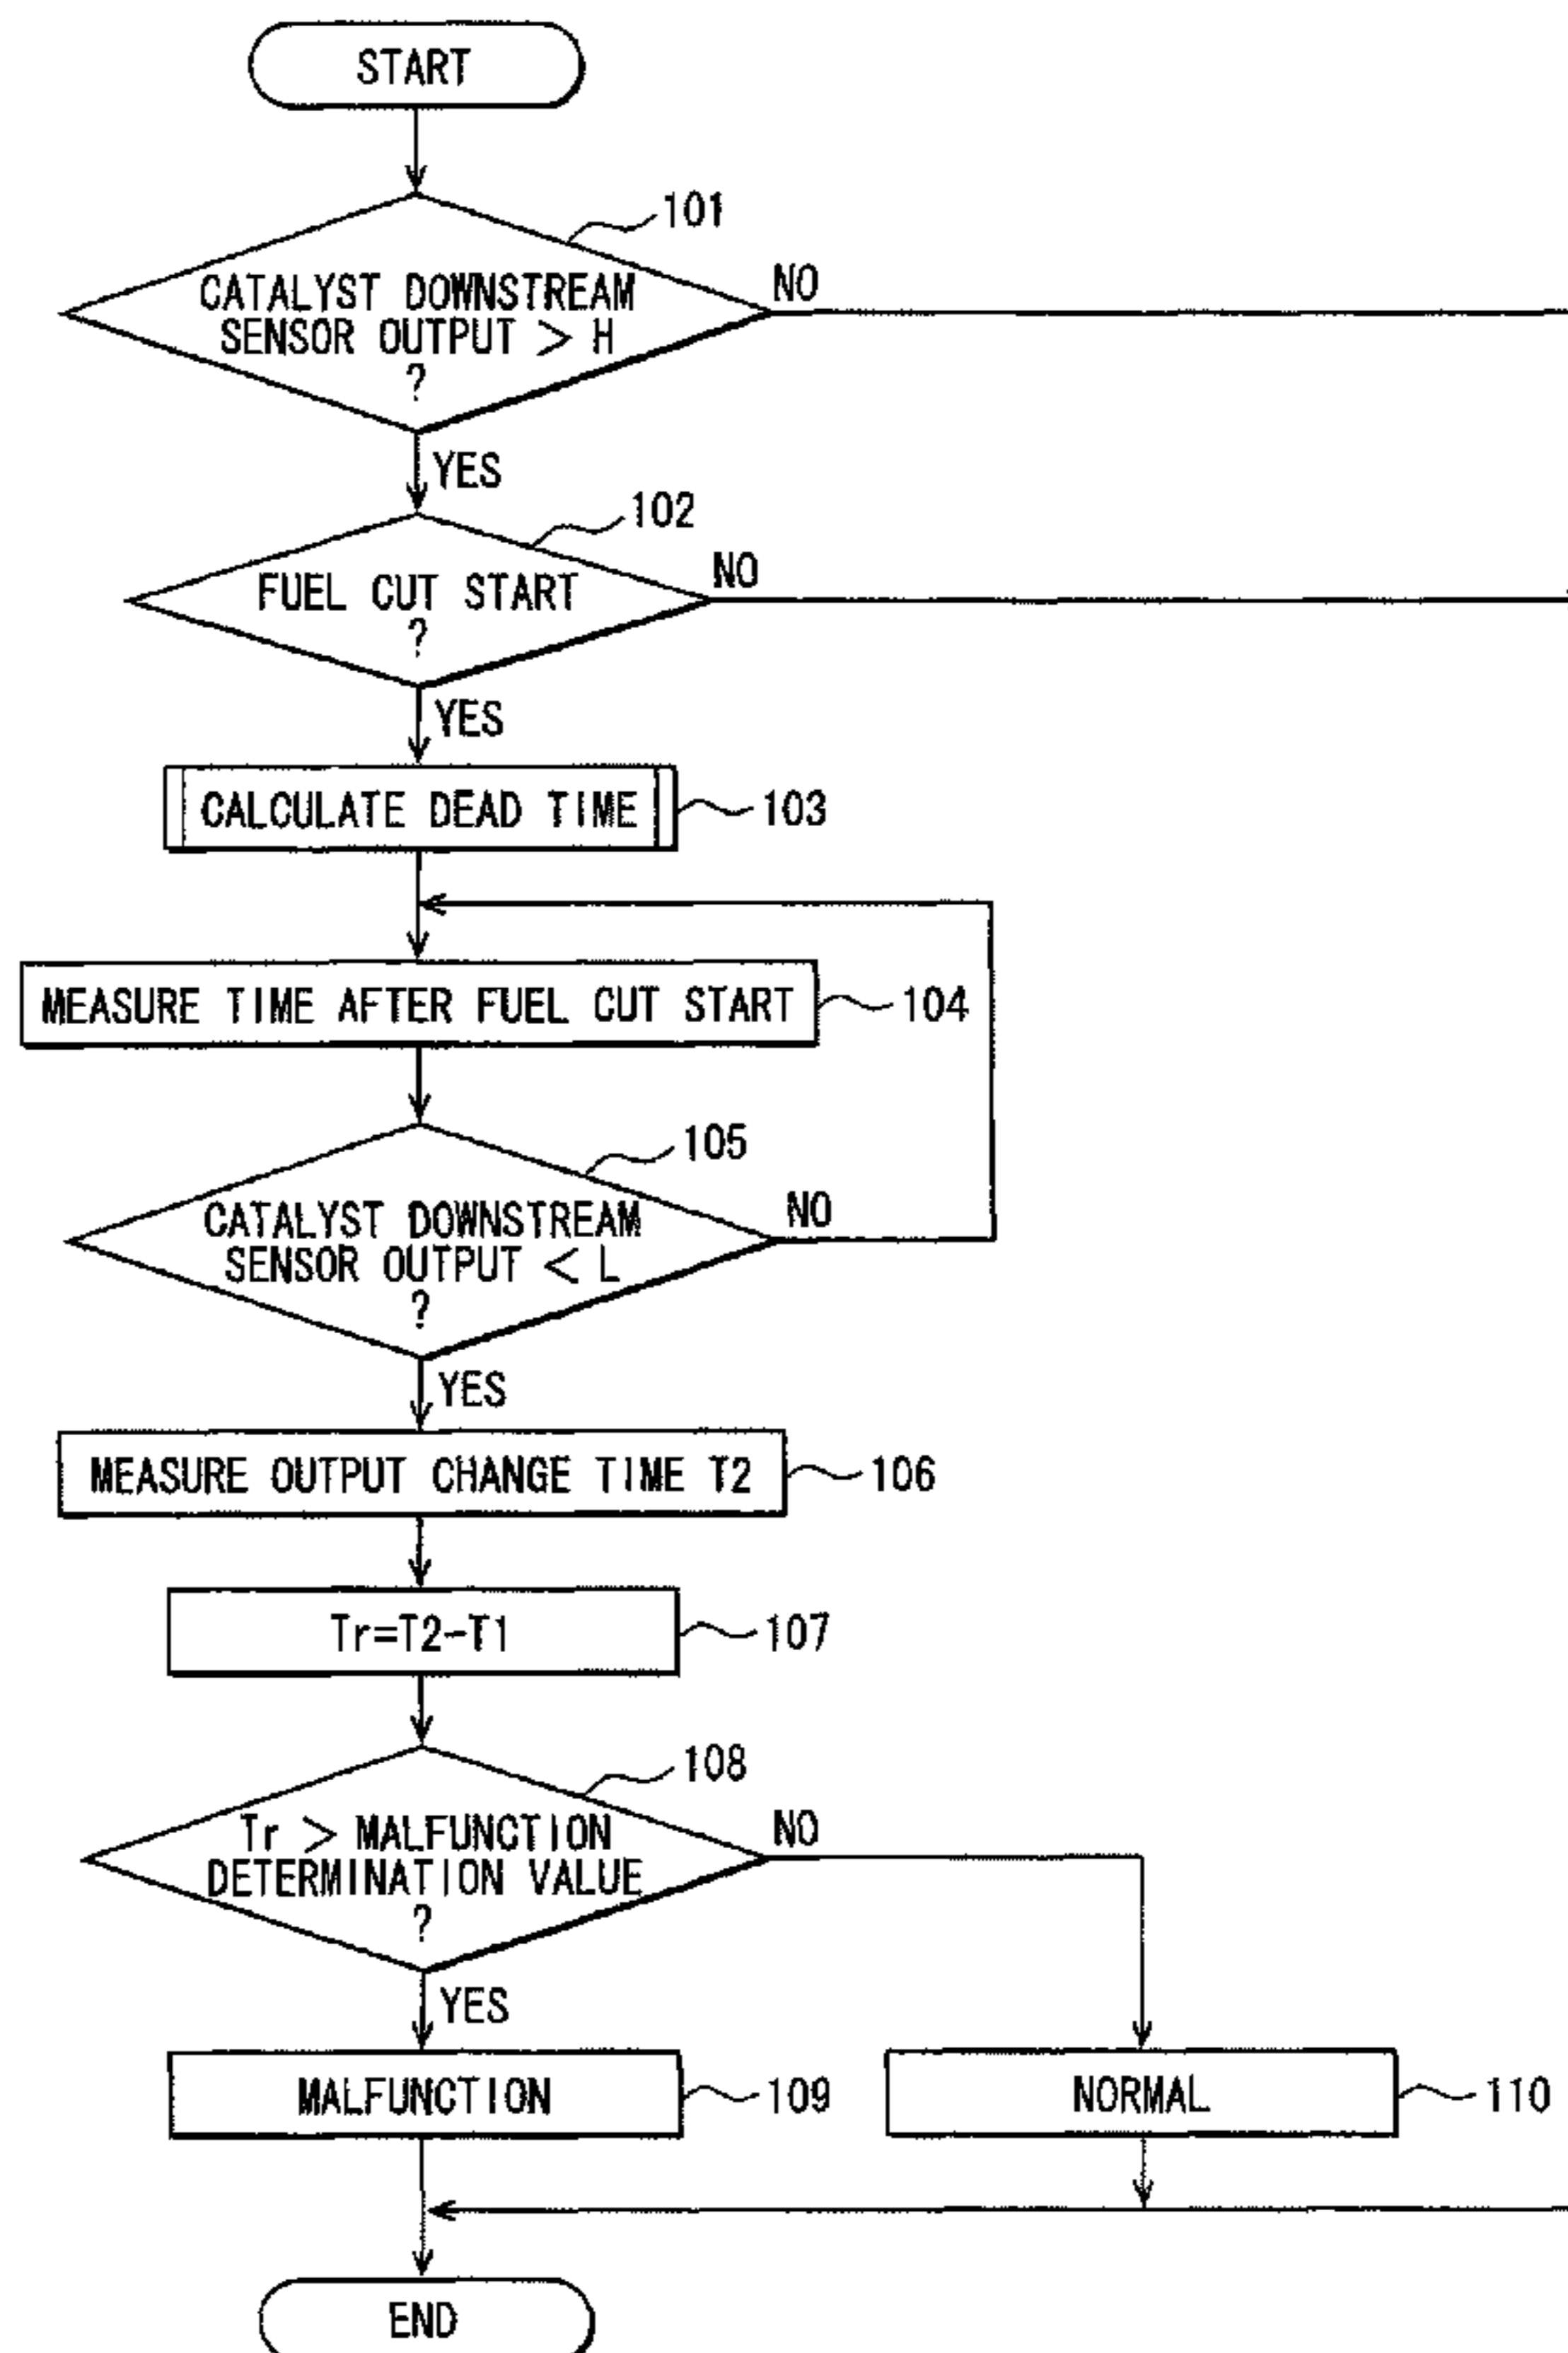 START
101
CATALYST DOWNSTREAM
SENSOR OUTPUT > H
?
NO
YES
102
FUEL CUT START
?
NO
YES
CALCULATE DEAD TIME
103
MEASURE TIME AFTER FUEL CUT START
104
105
CATALYST DOWNSTREAM
SENSOR OUTPUT < L
?
NO
YES
MEASURE OUTPUT CHANGE TIME T2
106
Tr=T2-T1
107
108
Tr > MALFUNCTION
DETERMINATION VALUE
?
NO
YES
MALFUNCTION
109
NORMAL
110
END